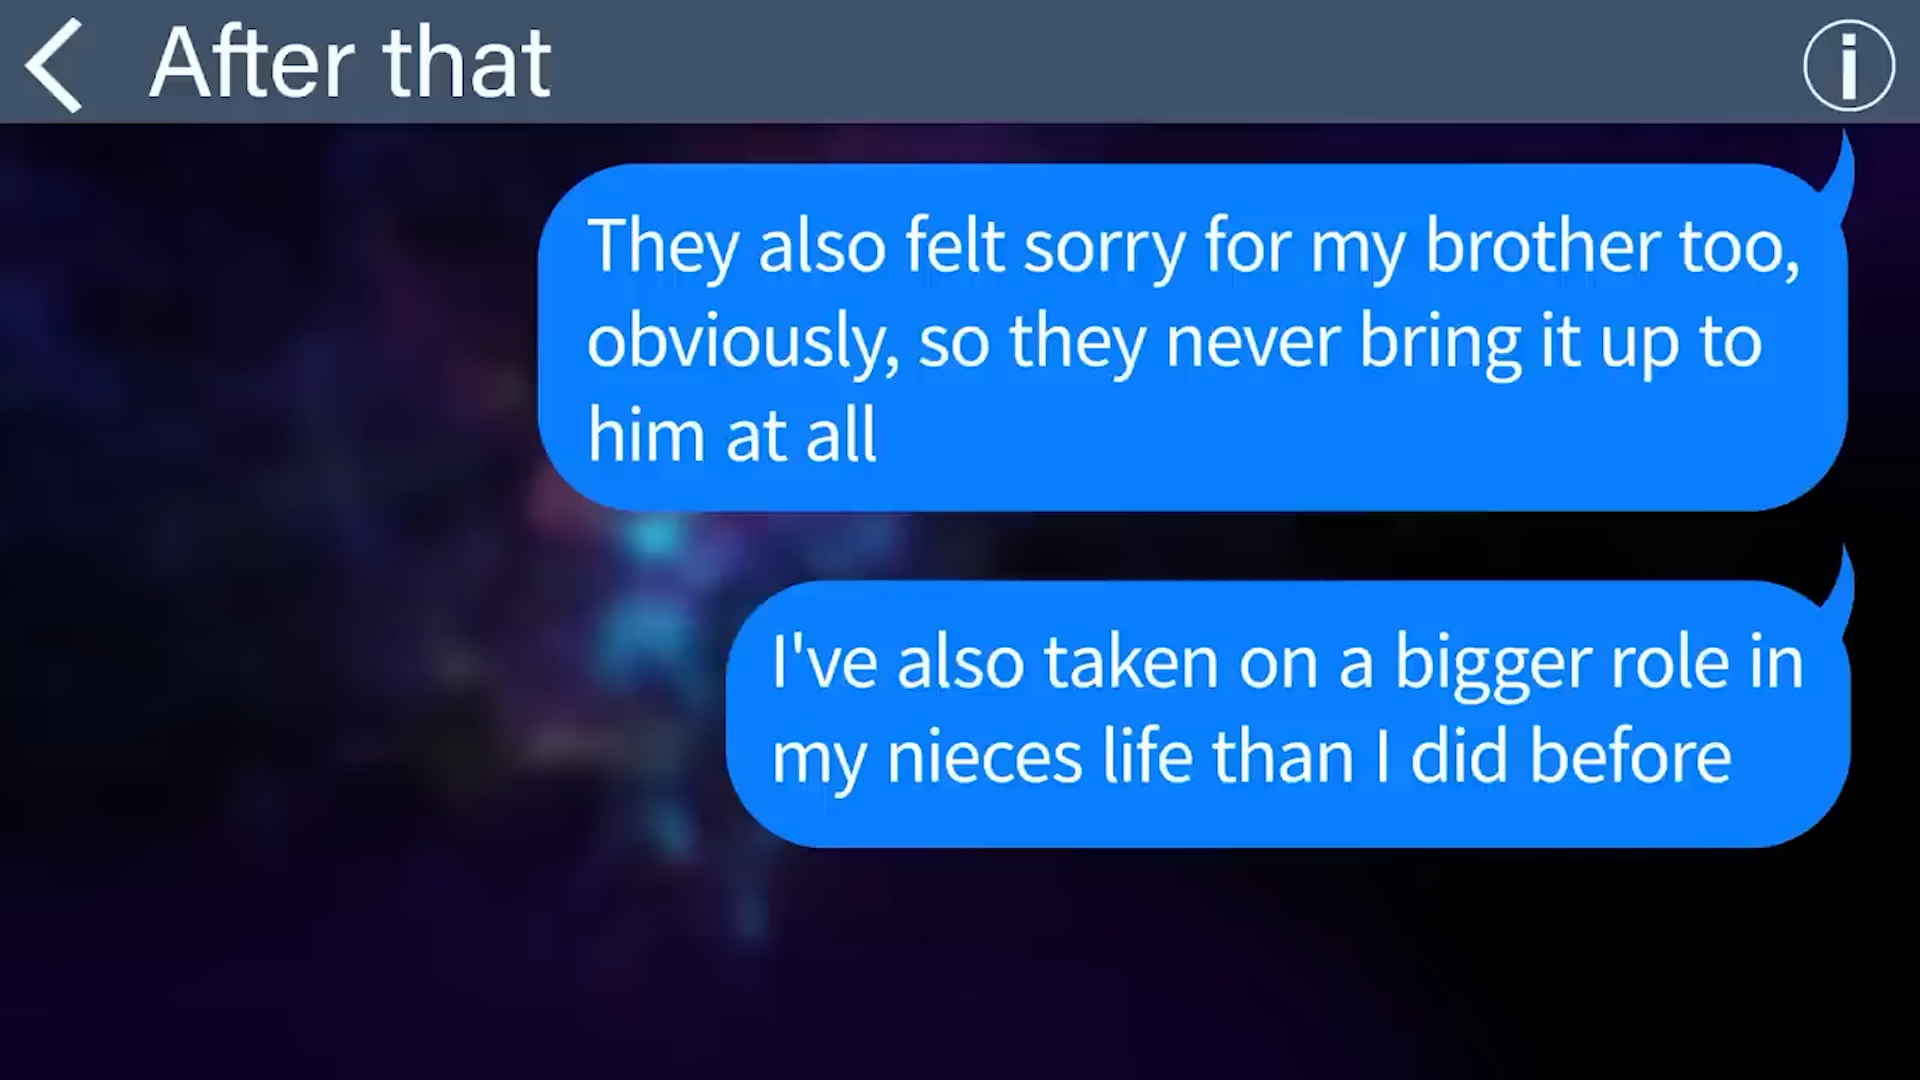 After that
They also felt sorry for my brother too,
obviously, so they never bring it up to
him at all
I've also taken on a bigger role in
my nieces life than I did before